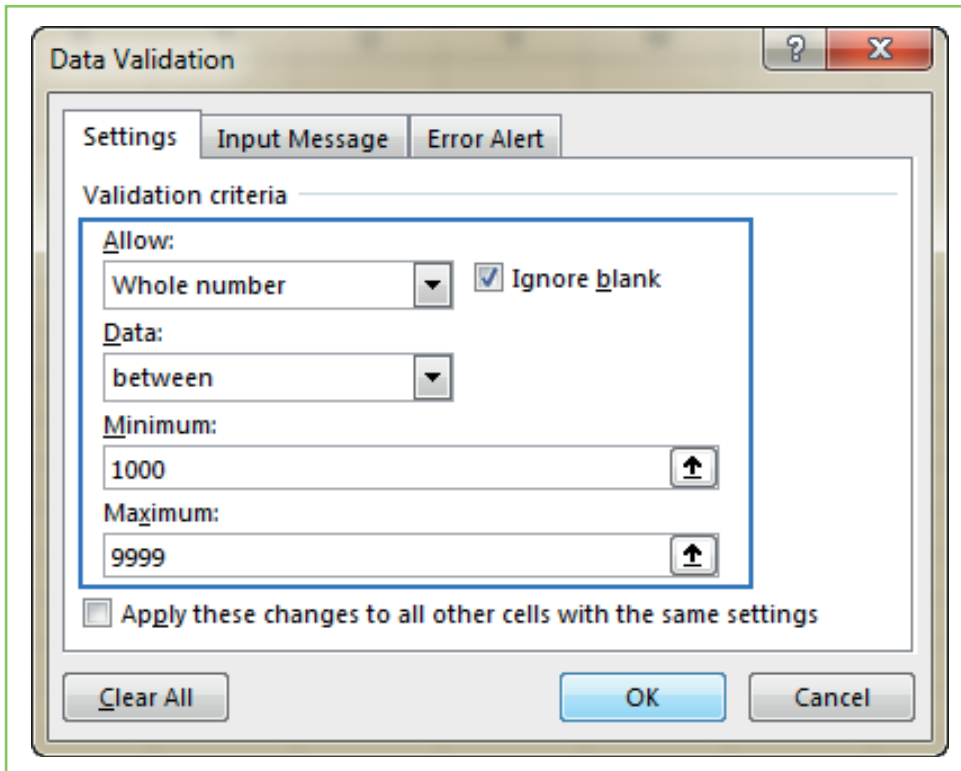 Data Validation
?
X
Settings Input Message Error Alert
Validation criteria
Allow:
Whole number Ignore blank
Data:
between
Minimum:
1000
Maximum:
9999
Apply these changes to all other cells with the same settings
Clear All OK Cancel